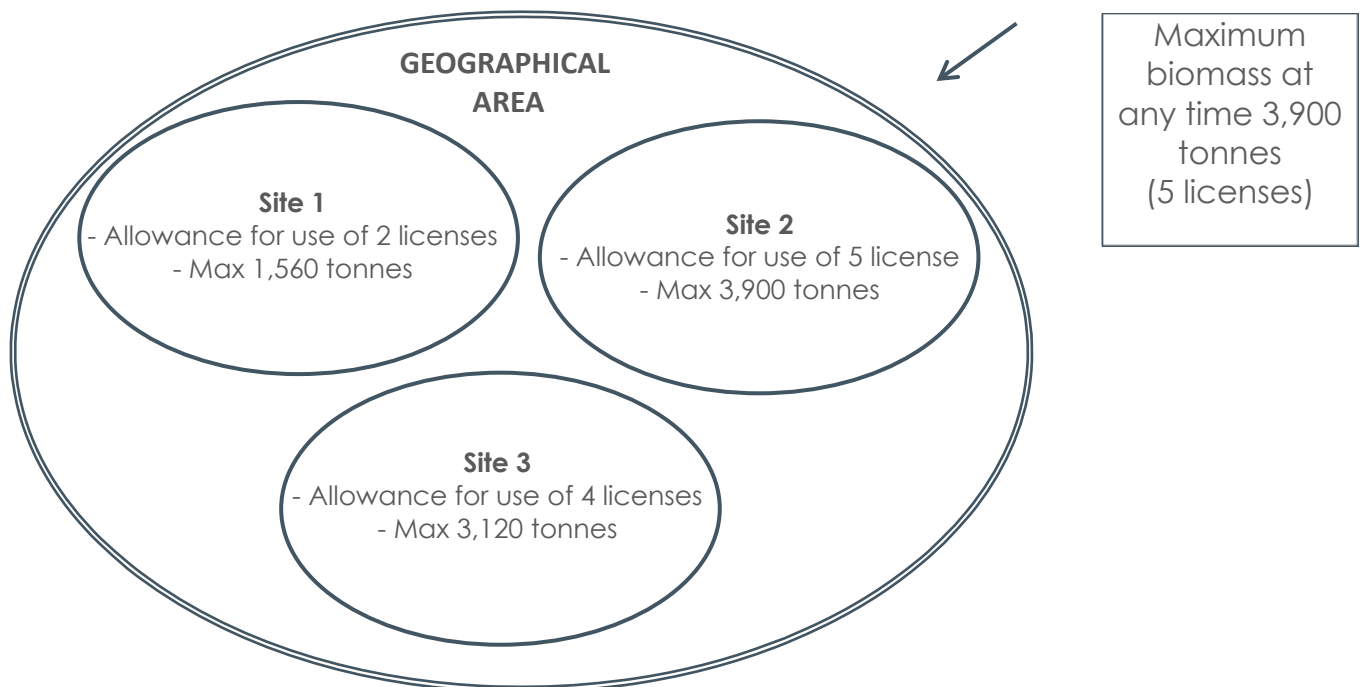 GEOGRAPHICAL
AREA
Maximum
biomass at
any time 3,900
tonnes
(5 licenses)
Site 1
- Allowance for use of 2 licenses
- Max 1,560 tonnes
Site 2
- Allowance for use of 5 license
- Max 3,900 tonnes
Site 3
- Allowance for use of 4 licenses
- Max 3,120 tonnes